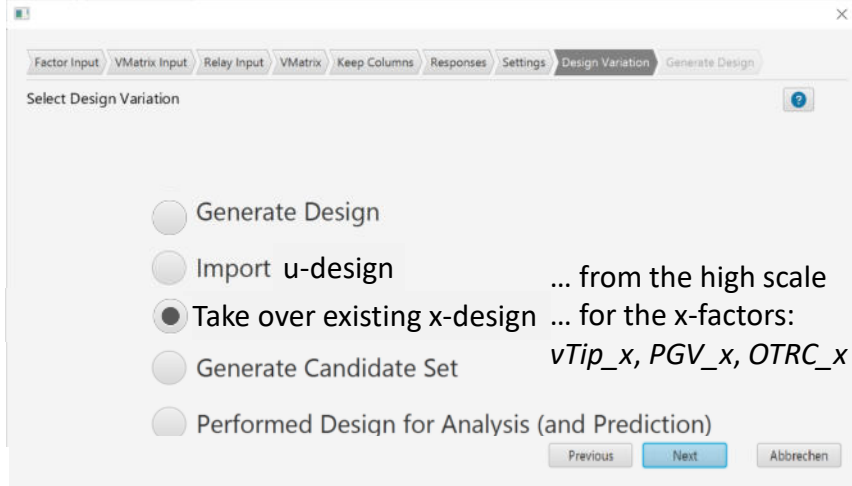 Factor Input VMatrix Input Relay Input VMatrix Keep Columns Responses Settings Design Variation Generate Design
Select Design Variation
Generate Design
Import u-design
... from the high scale
Take over existing x-design ... for the x-factors:
vTip_x, PGV_x, OTRC_x
Generate Candidate Set
Performed Design for Analysis (and Prediction)
Previous Next Abbrechen